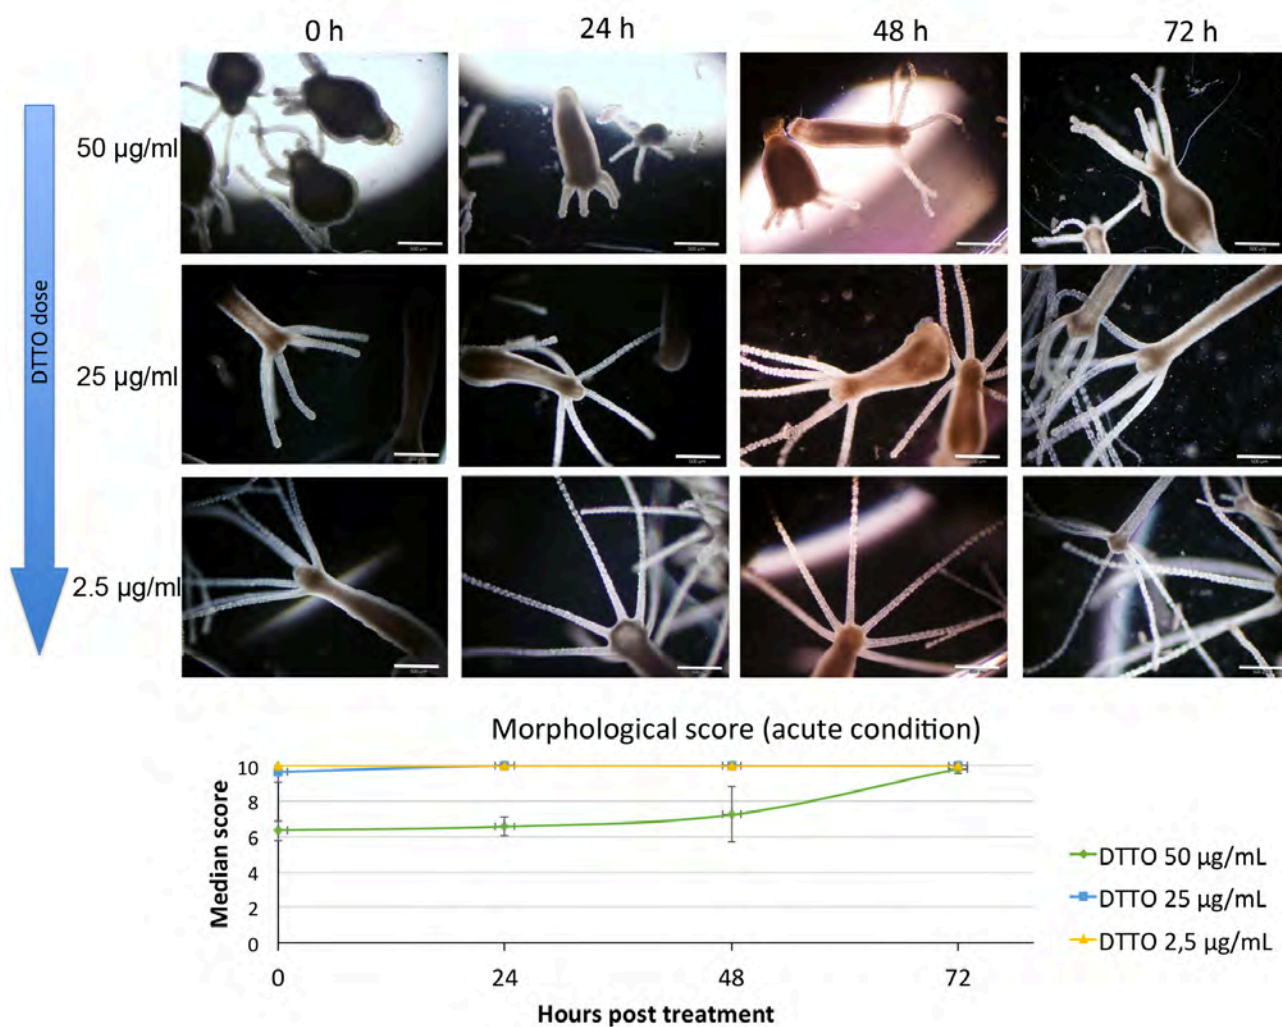 0 h
24 h
48 h
72 h
DTTO dose
50 µg/ml
25 µg/ml
2.5 µg/ml
Morphological score (acute condition)
Median score
10
8
6
4
2
0
0
24
48
72
Hours post treatment
DTTO 50 µg/mL
DTTO 25 µg/mL
DTTO 2,5 µg/mL